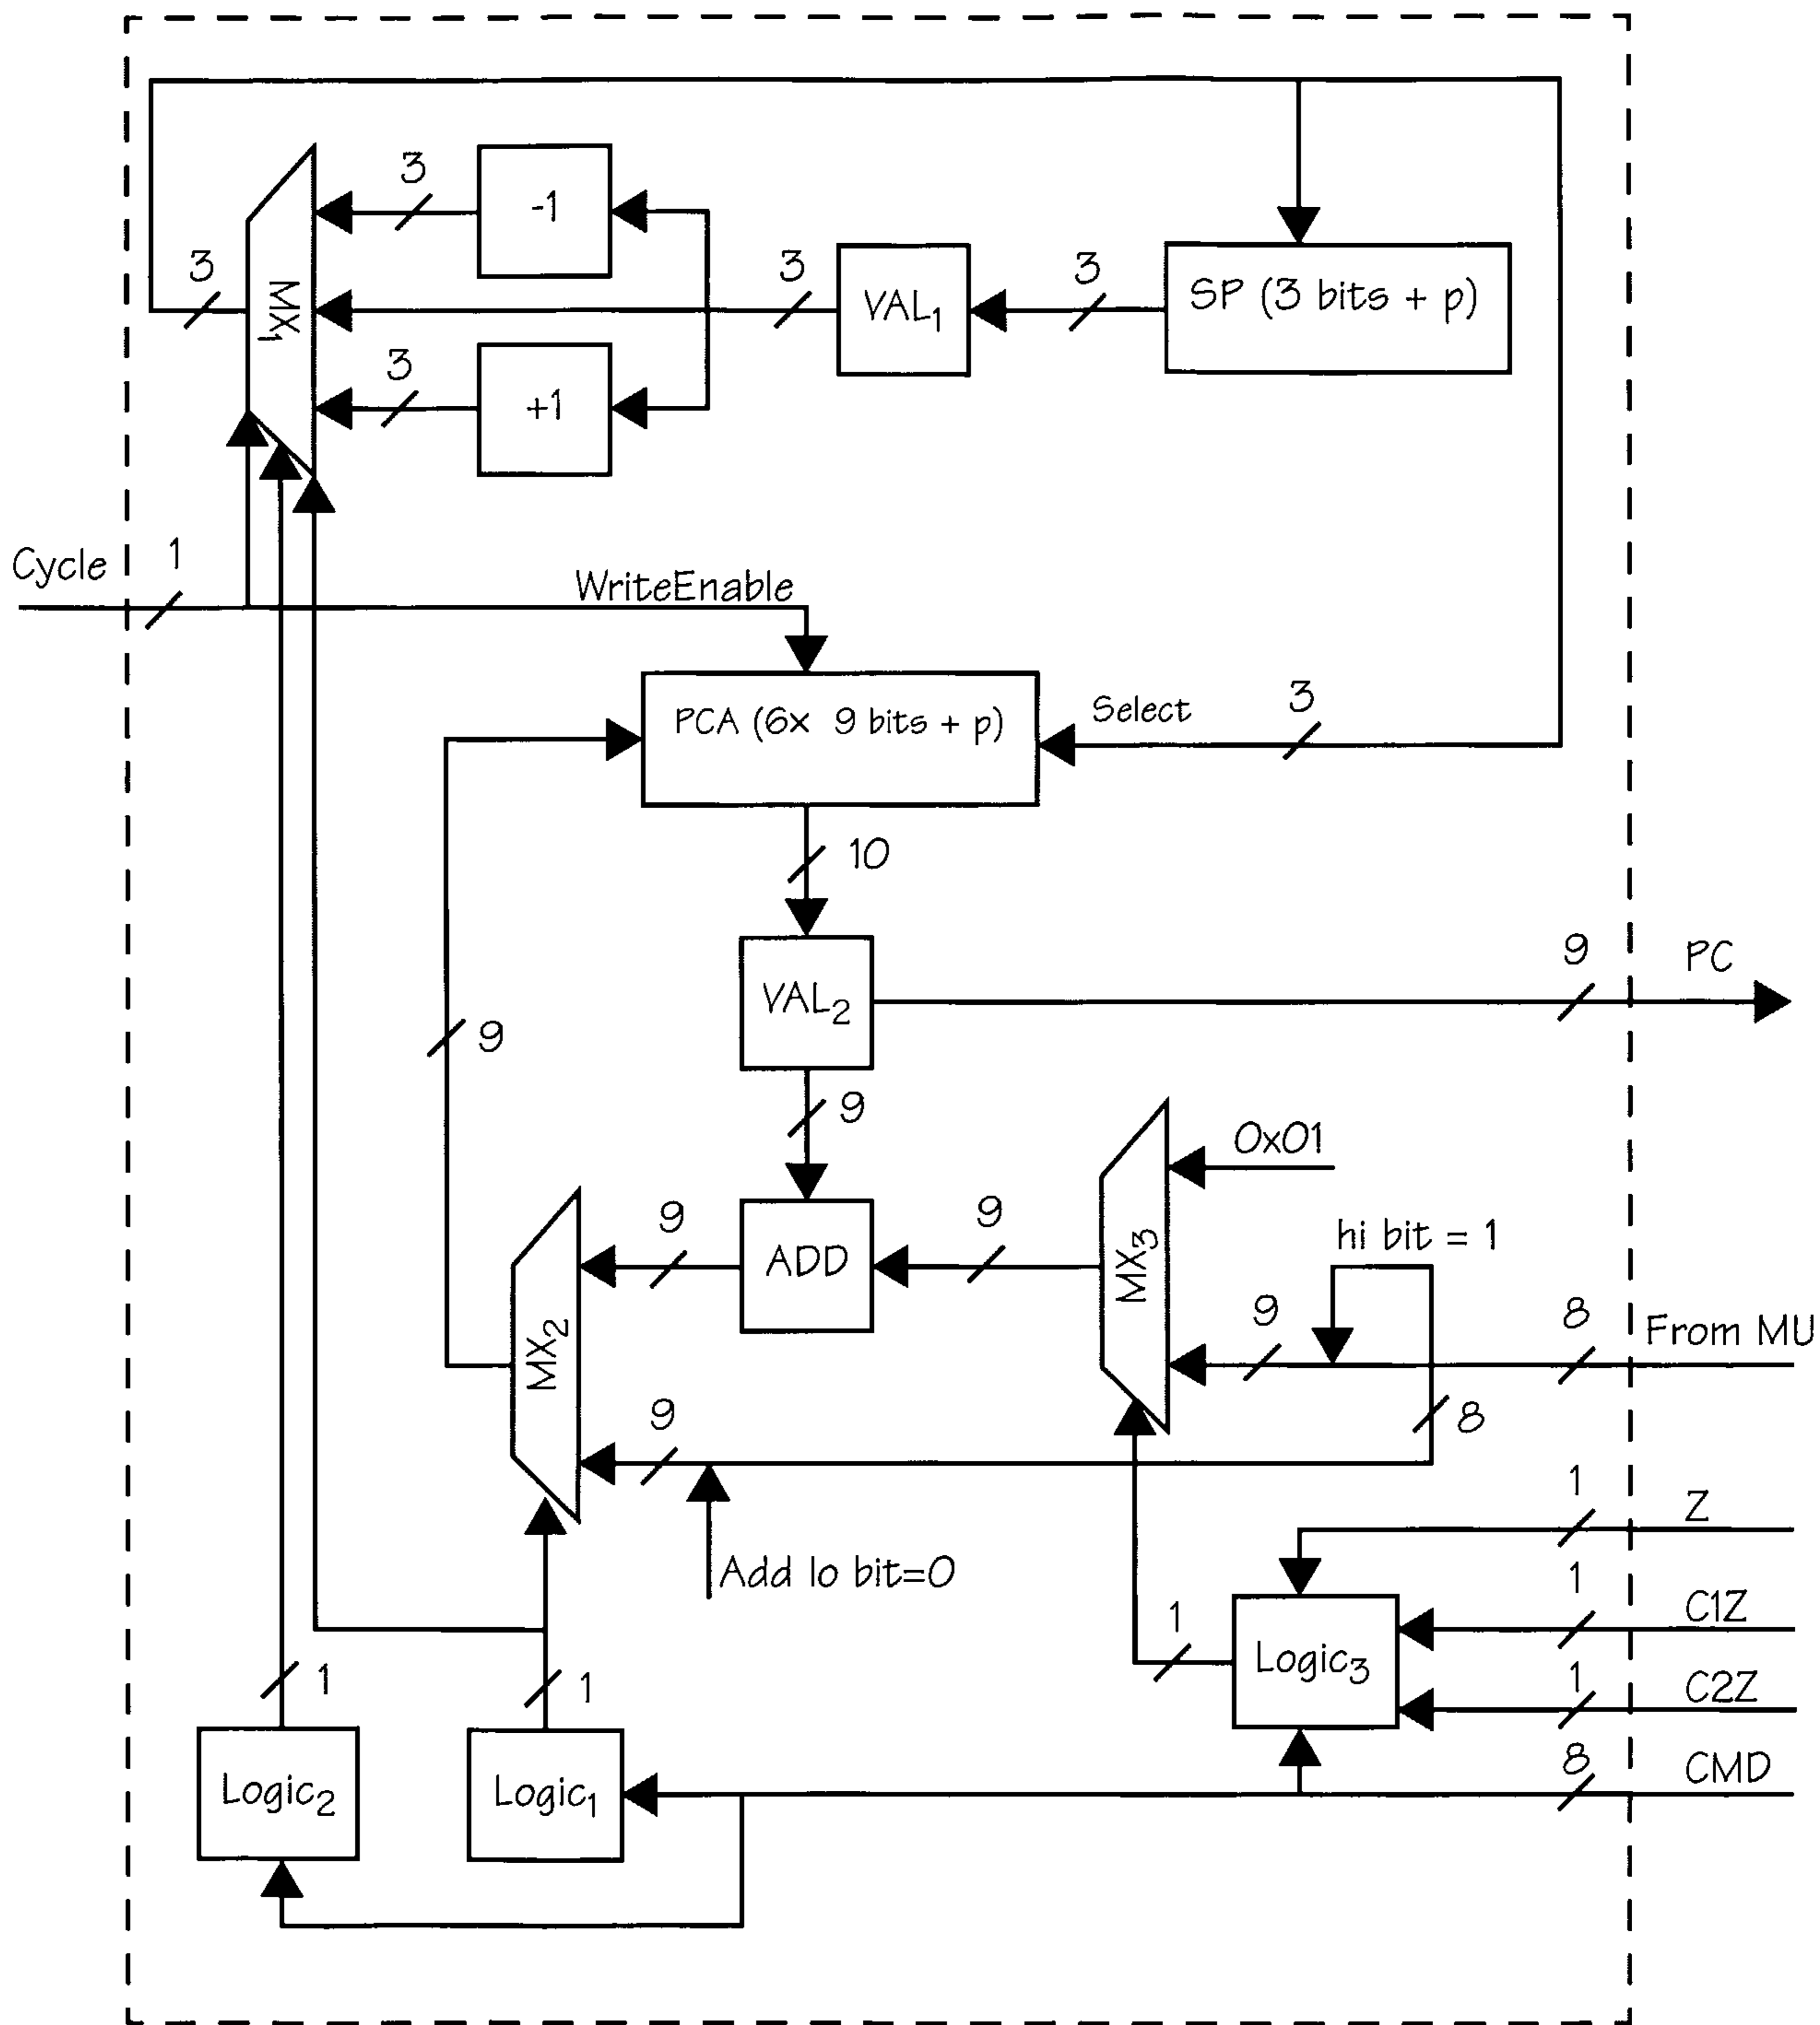 3
-1
3
3
3
VAL1
SP (3 bits + p)
MX1
3
+1
Cycle
1
WriteEnable
PCA (6x 9 bits + p)
Select
3
10
9
PC
VAL2
9
9
0x01
9
9
hi bit = 1
ADD
MX3
9
8
From MU
MX2
9
8
1
Z
Add lo bit=0
1
C1Z
1
Logic3
1
C2Z
1
1
8
CMD
Logic2
Logic1